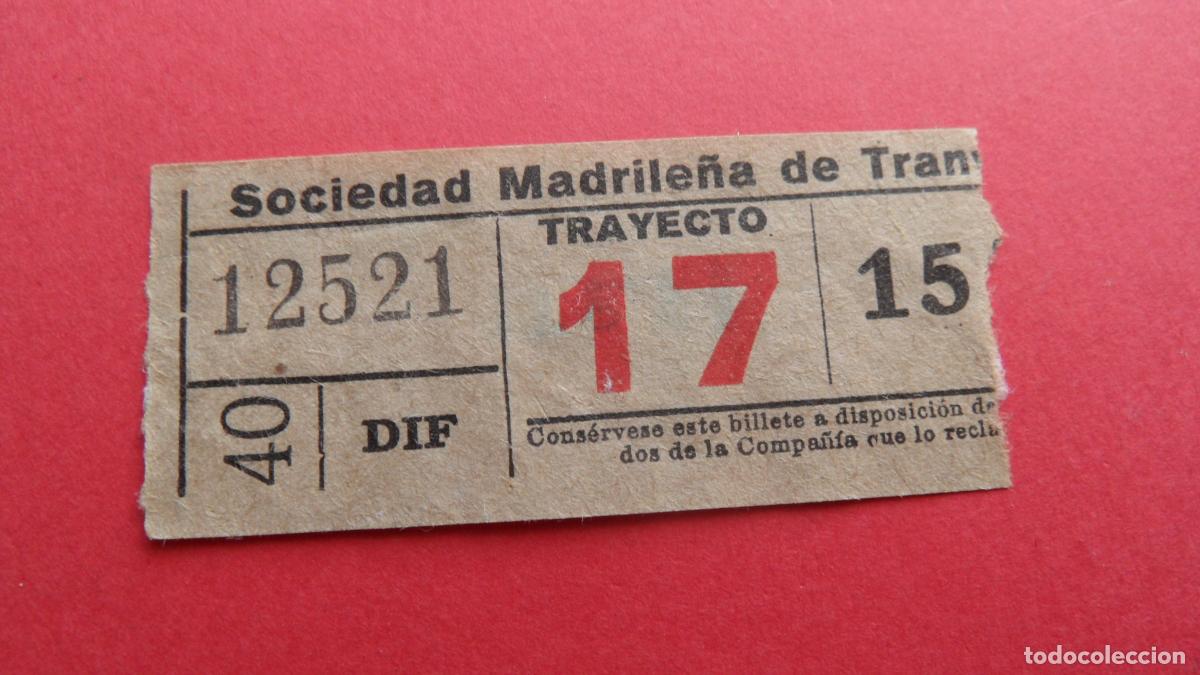 Sociedad Madrileña de Tranv
12521
TRAYECTO
17
15
40
DIF
Consérvese este billete a disposición de
dos de la Compañía que lo recla
todocoleccion